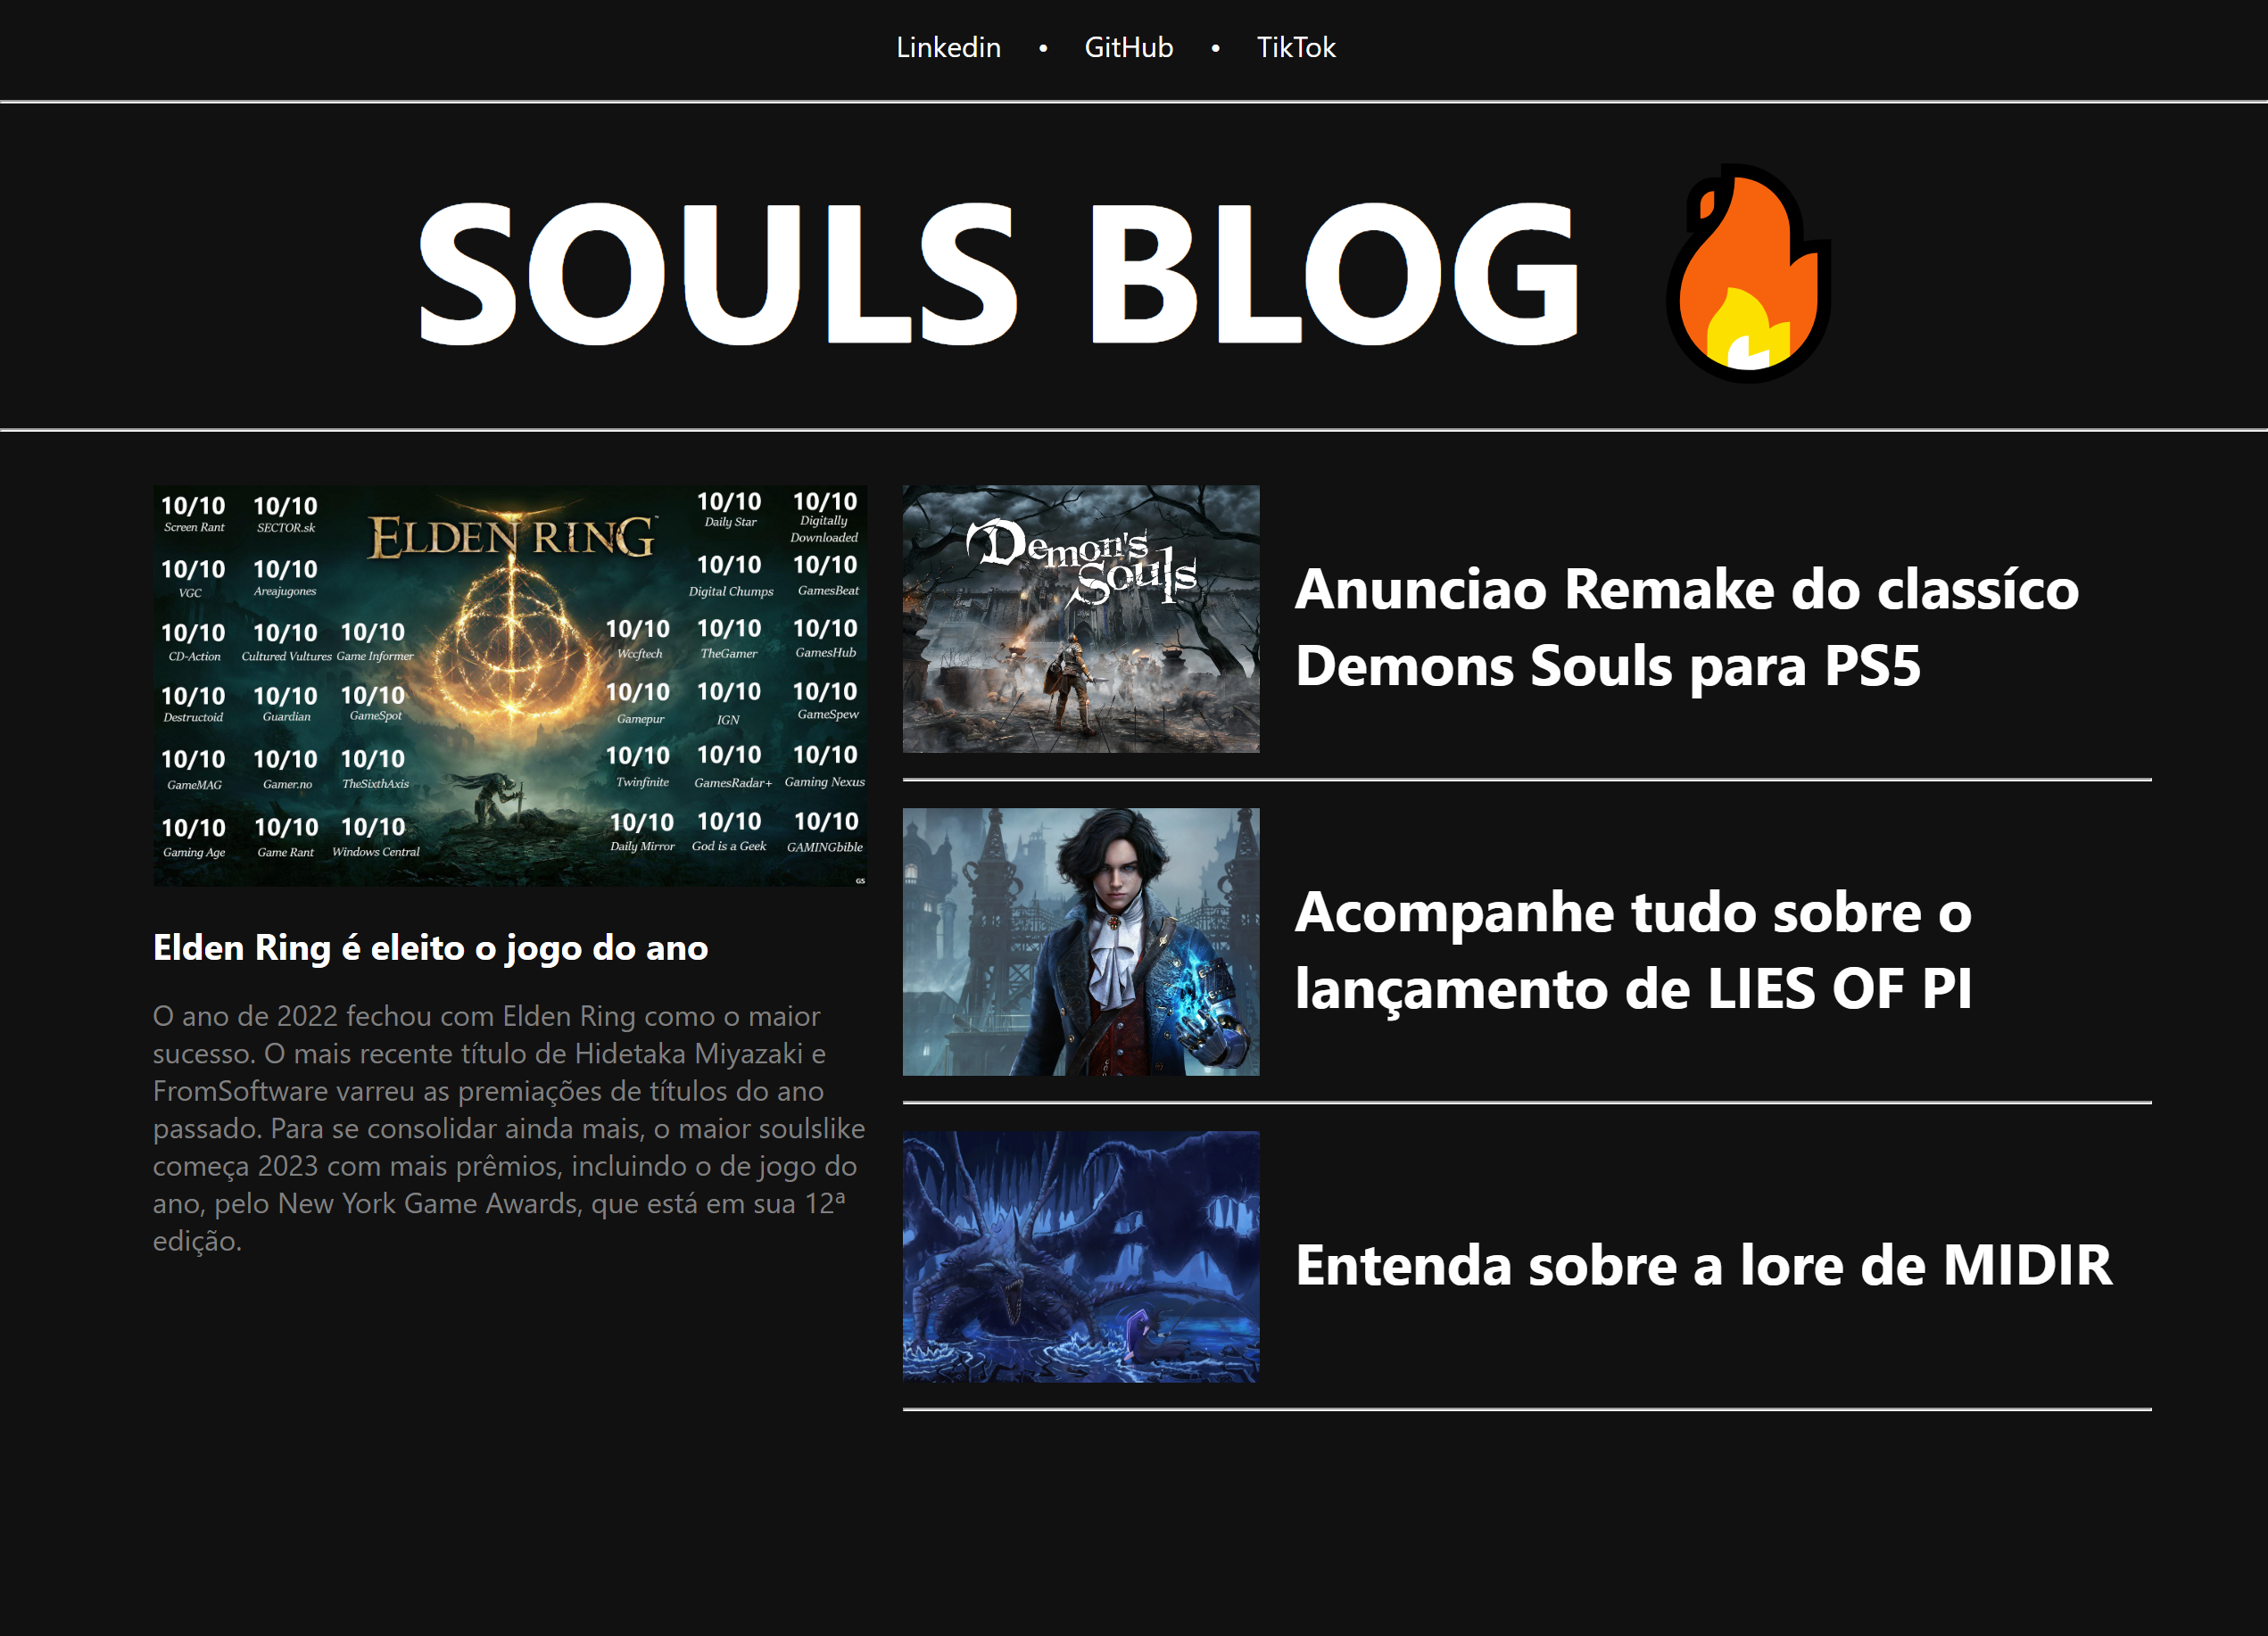 Linkedin • GitHub • TikTok
SOULS BLOG
ELDEN RING
10/10 10/10 10/10 10/10
Screen Rant SECTOR.sk Daily Star Digitally Downloaded
10/10 10/10 10/10 10/10
VGC Areajugones Digital Chumps GamesBeat
10/10 10/10 10/10 10/10 10/10 10/10
CD-Action Cultured Vultures Game Informer Wccftech TheGamer GamesHub
10/10 10/10 10/10 10/10 10/10 10/10
Destructoid Guardian GameSpot Gamepur IGN GameSpew
10/10 10/10 10/10 10/10 10/10 10/10
GameMAG Gamer.no TheSixthAxis Twinfinite GamesRadar+ Gaming Nexus
10/10 10/10 10/10 10/10 10/10 10/10
Gaming Age Game Rant Windows Central Daily Mirror God is a Geek GAMINGbible
GS
Elden Ring é eleito o jogo do ano
O ano de 2022 fechou com Elden Ring como o maior
sucesso. O mais recente título de Hidetaka Miyazaki e
FromSoftware varreu as premiações de títulos do ano
passado. Para se consolidar ainda mais, o maior soulslike
começa 2023 com mais prêmios, incluindo o de jogo do
ano, pelo New York Game Awards, que está em sua 12ª
edição.
Demon's
Souls
Anunciao Remake do classíco
Demons Souls para PS5
Acompanhe tudo sobre o
lançamento de LIES OF PI
Entenda sobre a lore de MIDIR